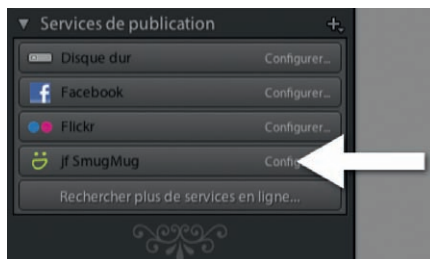 Services de publication
Disque dur Configurer...
Facebook Configurer...
Flickr Configurer...
jf SmugMug
Rechercher plus de services en ligne...